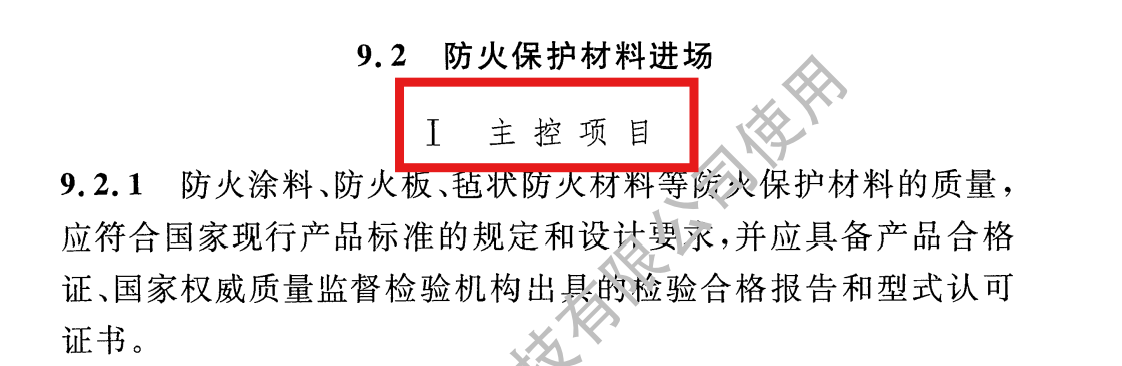 9.2 防火保护材料进场
Ⅰ 主控项目
9.2.1 防火涂料、防火板、毡状防火材料等防火保护材料的质量，
应符合国家现行产品标准的规定和设计要求，并应具备产品合格
证、国家权威质量监督检验机构出具的检验合格报告和型式认可
证书。
技有限公司使用